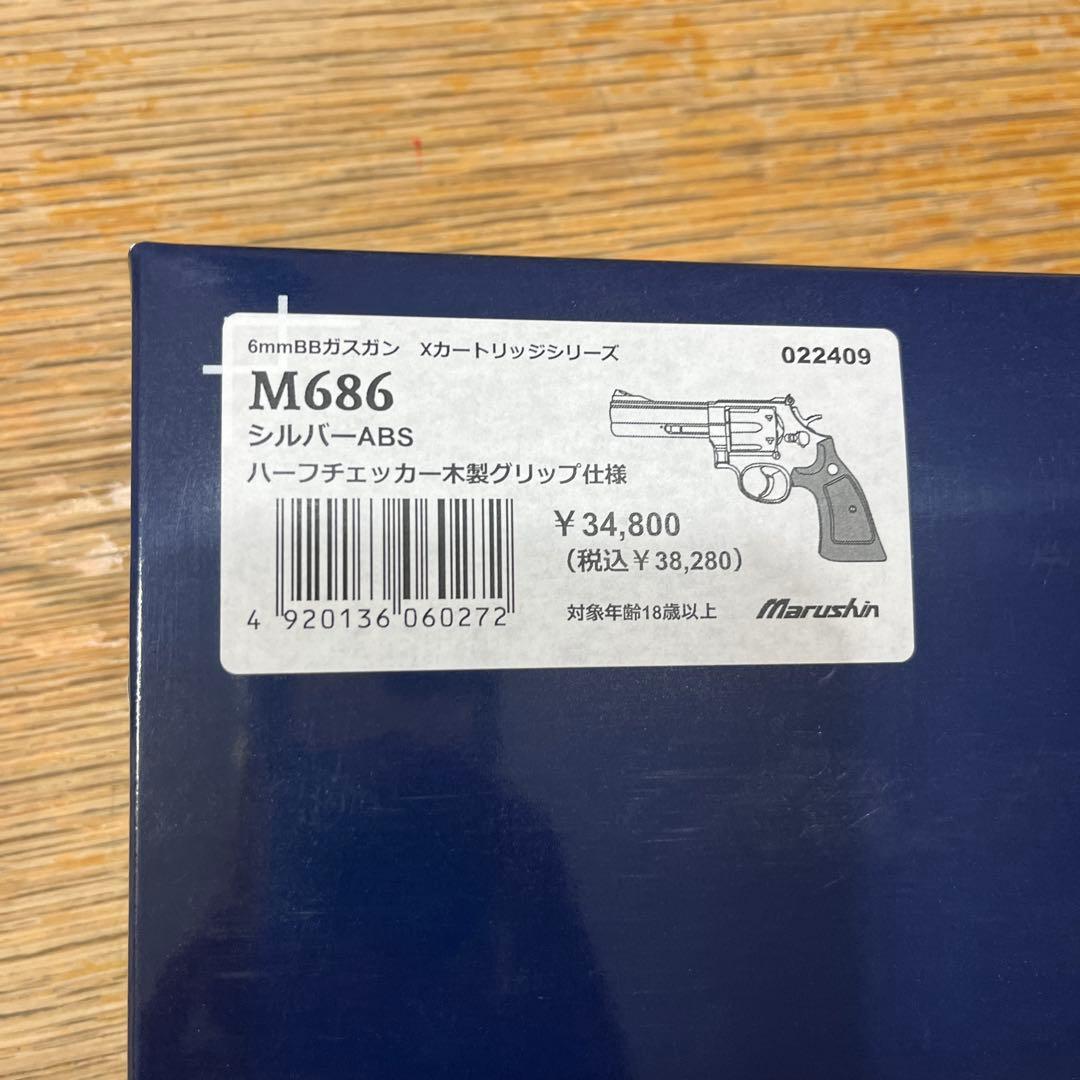 6mmBBガスガン Xカートリッジシリーズ
022409
M686
シルバーABS
ハーフチェッカー木製グリップ仕様
￥34,800
（税込￥38,280）
4 920136 060272
対象年齢18歳以上
Marushin